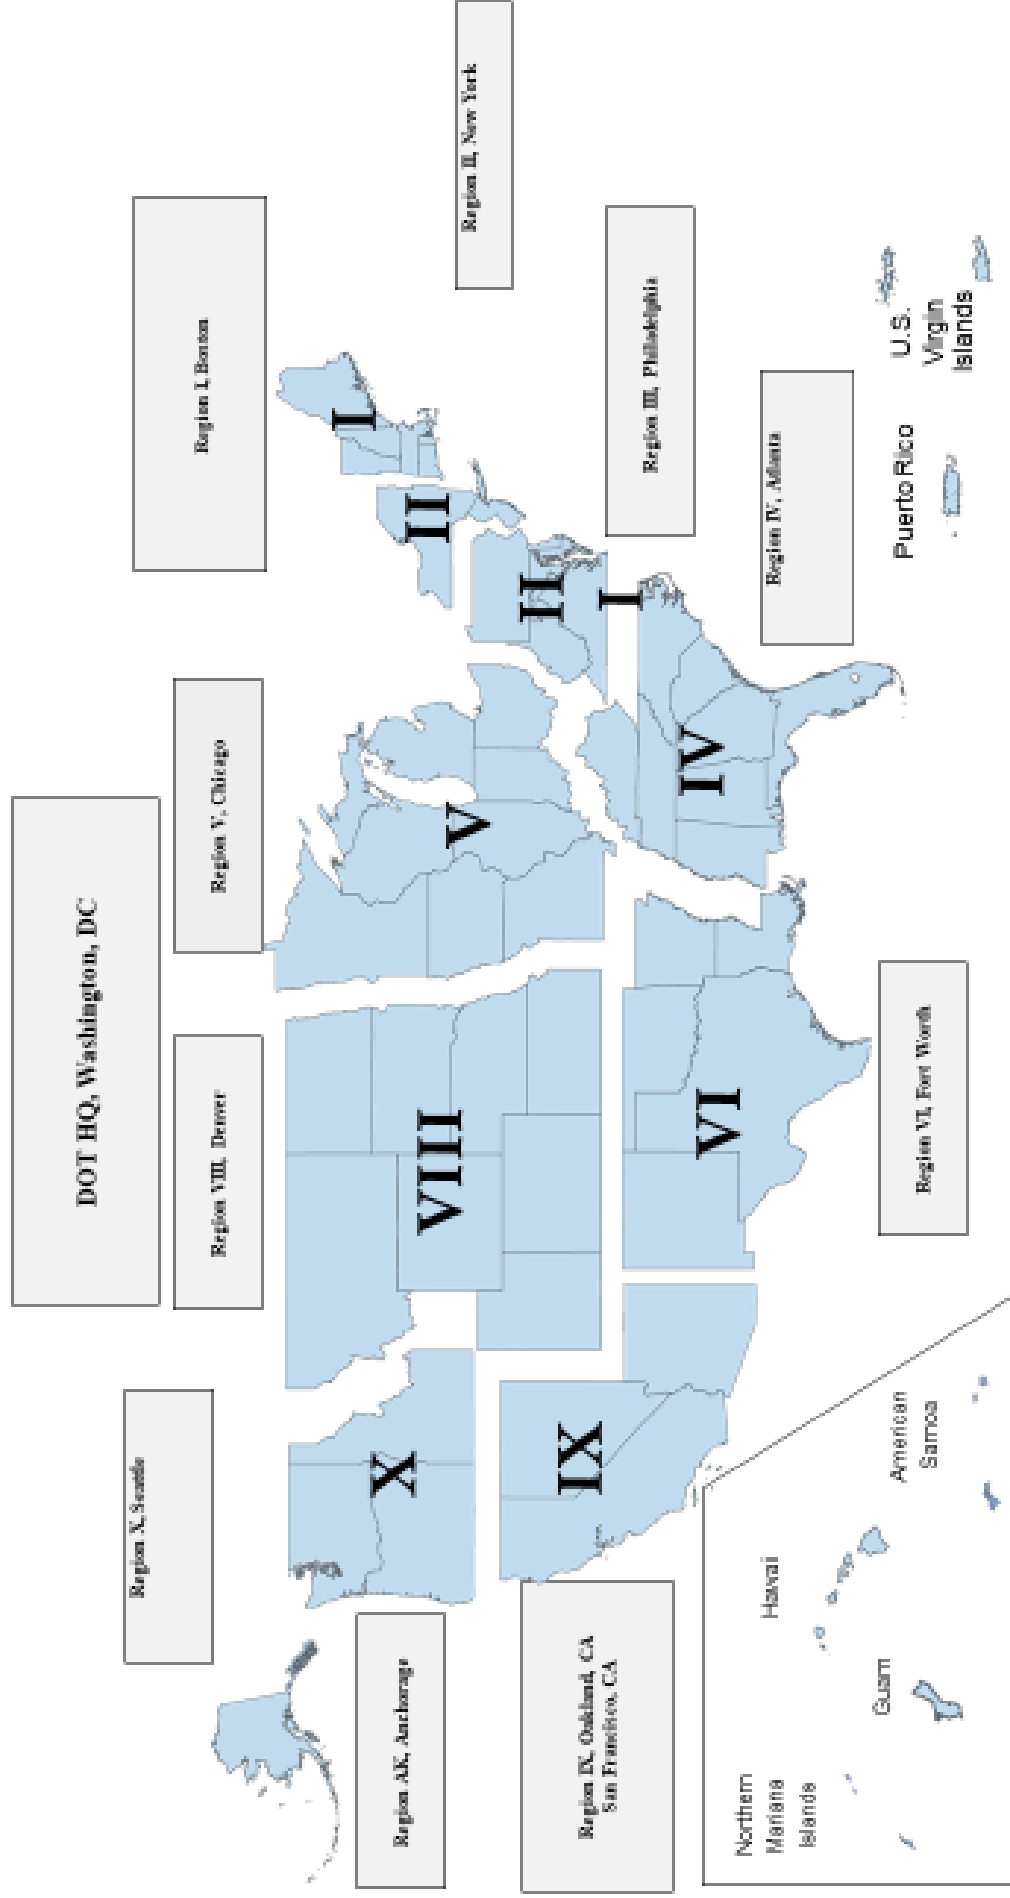 DOT HQ, Washington, DC
Region X, Seattle
Region VIII, Denver
Region V, Chicago
Region I, Boston
Region II, New York
Region AK, Anchorage
Region IX, Oakland, CA
San Francisco, CA
Region III, Philadelphia
Region IV, Atlanta
Region VI, Fort Worth
X
IX
VIII
VI
V
IV
II
I
II
I
Northern
Mariana
Islands
Guam
Hawaii
American
Samoa
Puerto Rico
U.S.
Virgin
Islands